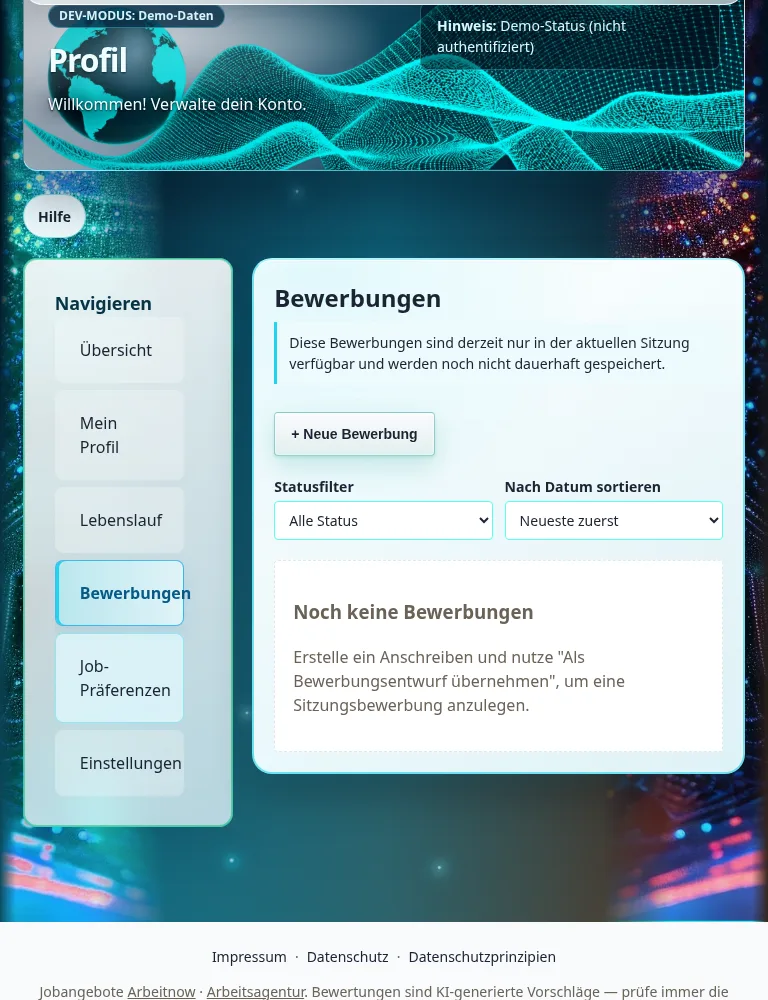 DEV-MODUS: Demo-Daten
Profil
Willkommen! Verwalte dein Konto.
Hinweis: Demo-Status (nicht
authentifiziert)
Hilfe
Navigieren
Übersicht
Mein
Profil
Lebenslauf
Bewerbungen
Job-
Präferenzen
Einstellungen
Bewerbungen
Diese Bewerbungen sind derzeit nur in der aktuellen Sitzung
verfügbar und werden noch nicht dauerhaft gespeichert.
+ Neue Bewerbung
Statusfilter
Nach Datum sortieren
Alle Status
Neueste zuerst
Noch keine Bewerbungen
Erstelle ein Anschreiben und nutze "Als
Bewerbungsentwurf übernehmen", um eine
Sitzungsbewerbung anzulegen.
Impressum · Datenschutz · Datenschutzprinzipien
Jobangebote Arbeitnow · Arbeitsagentur. Bewertungen sind KI-generierte Vorschläge — prüfe immer die